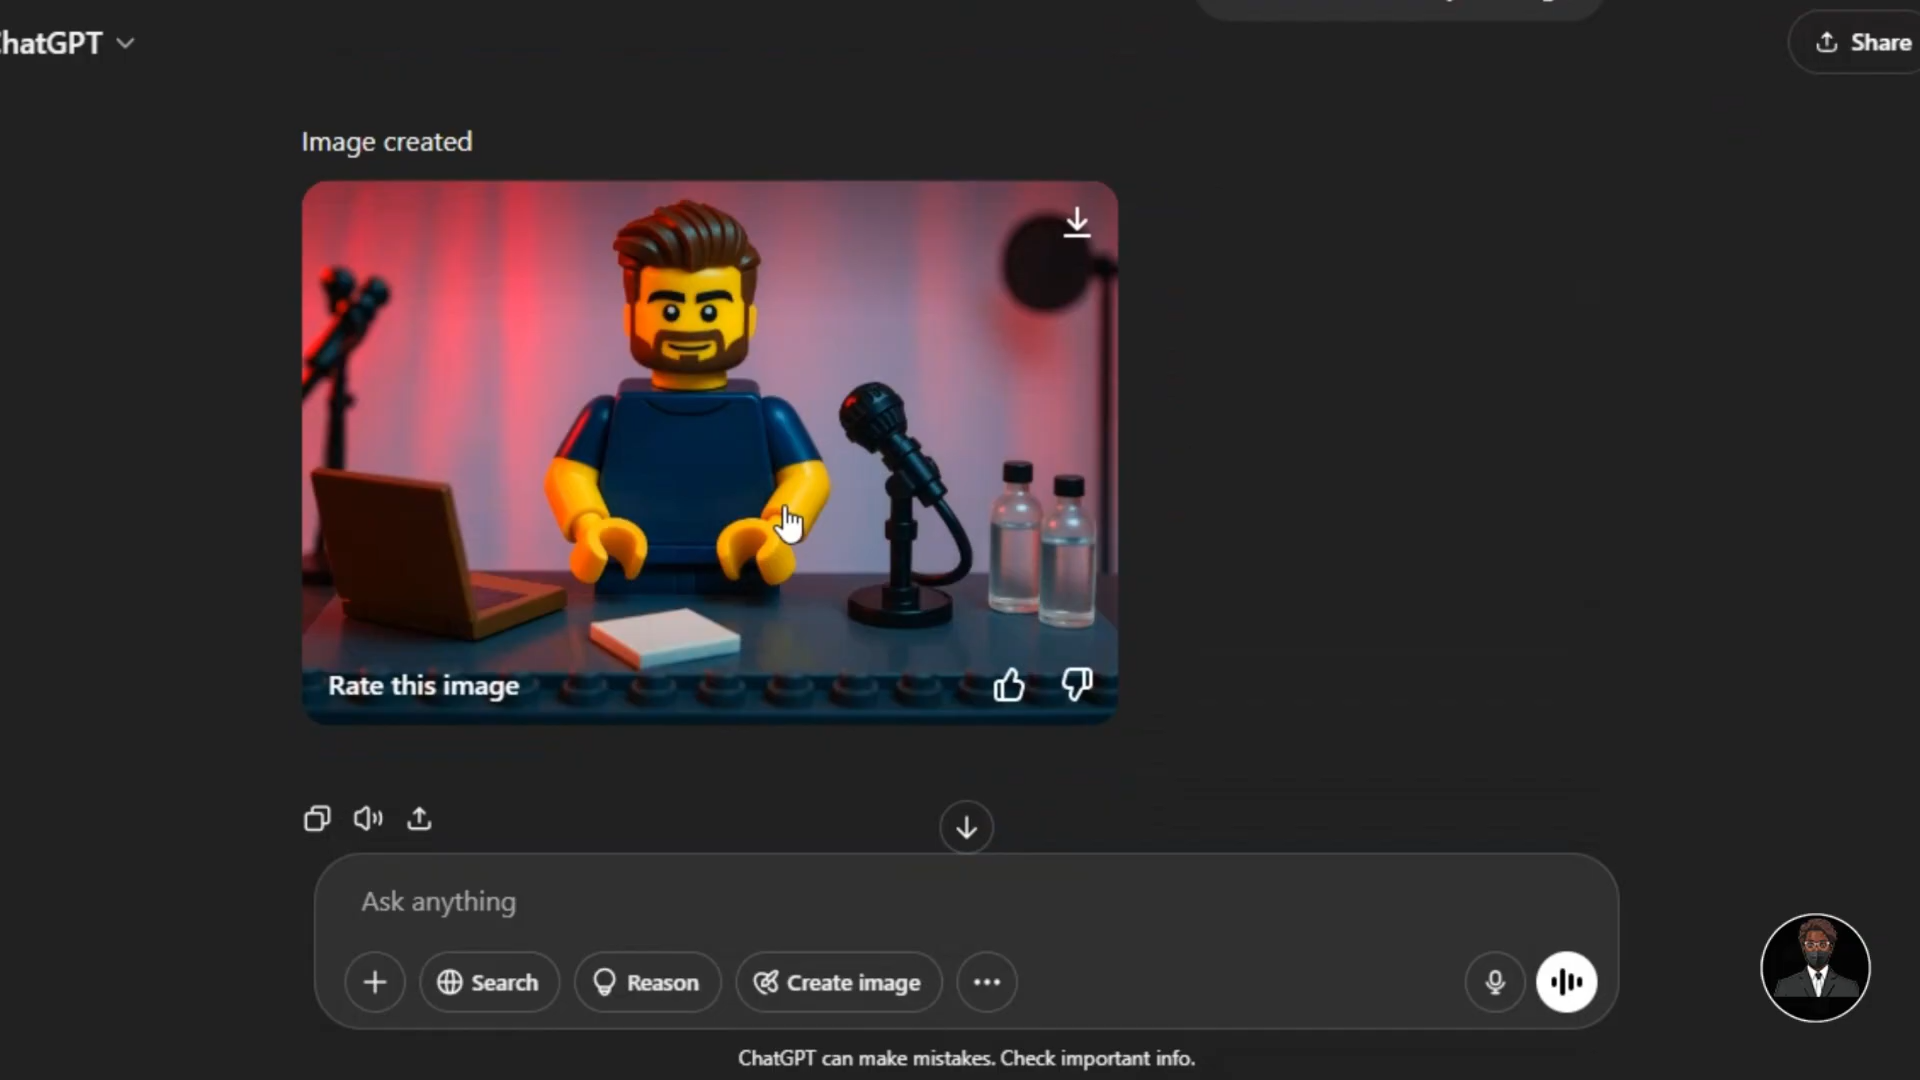 ChatGPT
Share
Image created
Rate this image
Ask anything
Search
Reason
Create image
ChatGPT can make mistakes. Check important info.